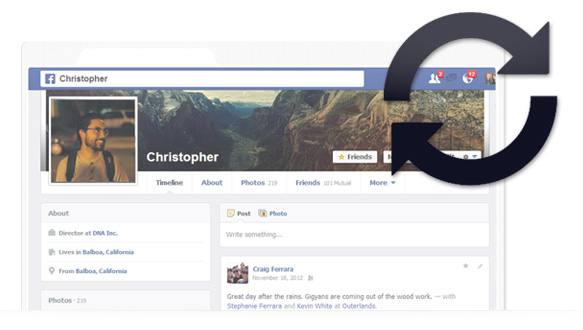 f Christopher
2
12
Christopher
Friends
Timeline
About
Photos 219
Friends 101 Mutual
More
About
Director at DNA Inc.
Lives in Balboa, California
From Balboa, California
Photos · 219
Post
Photo
Write something...
Craig Ferrara
November 18, 2012
Great day after the rains. Gigyans are coming out of the wood work. — with
Stephanie Ferrara and Kevin White at Outerlands.